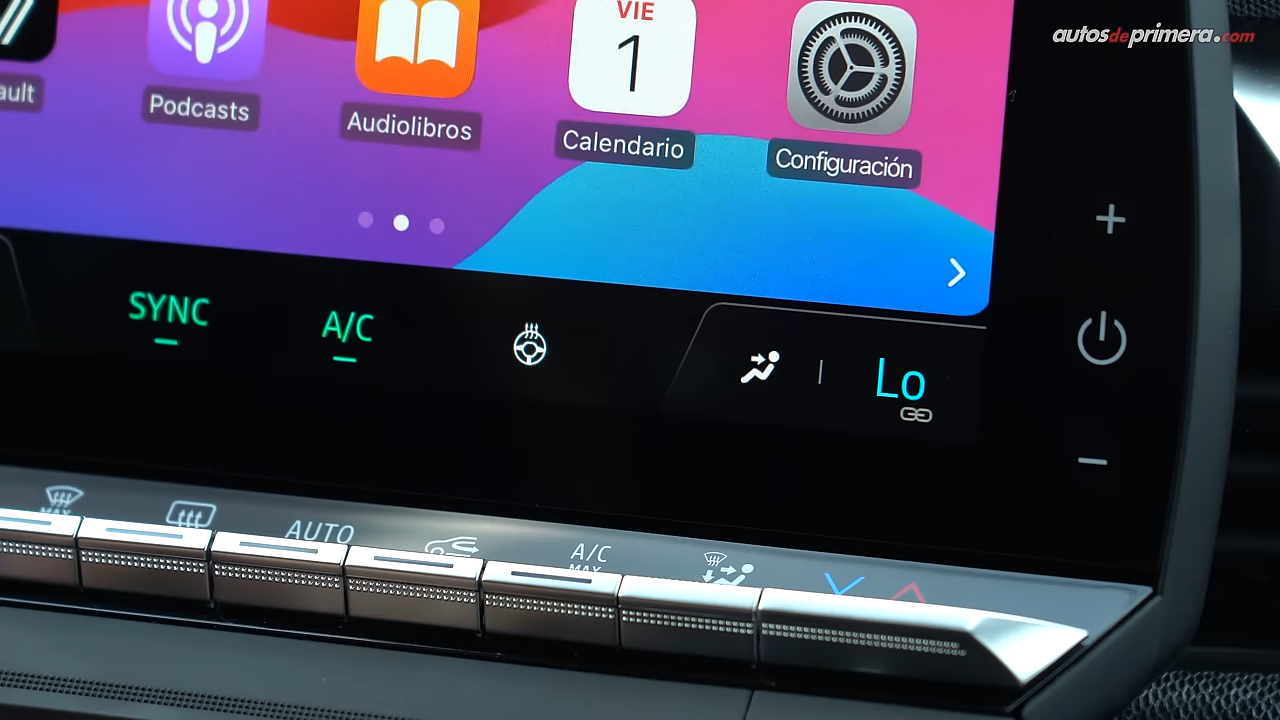 autosdeprimera.com
VIE
1
ault
Podcasts
Audiolibros
Calendario
Configuración
SYNC
A/C
Lo
MAX
AUTO
A/C
MAX